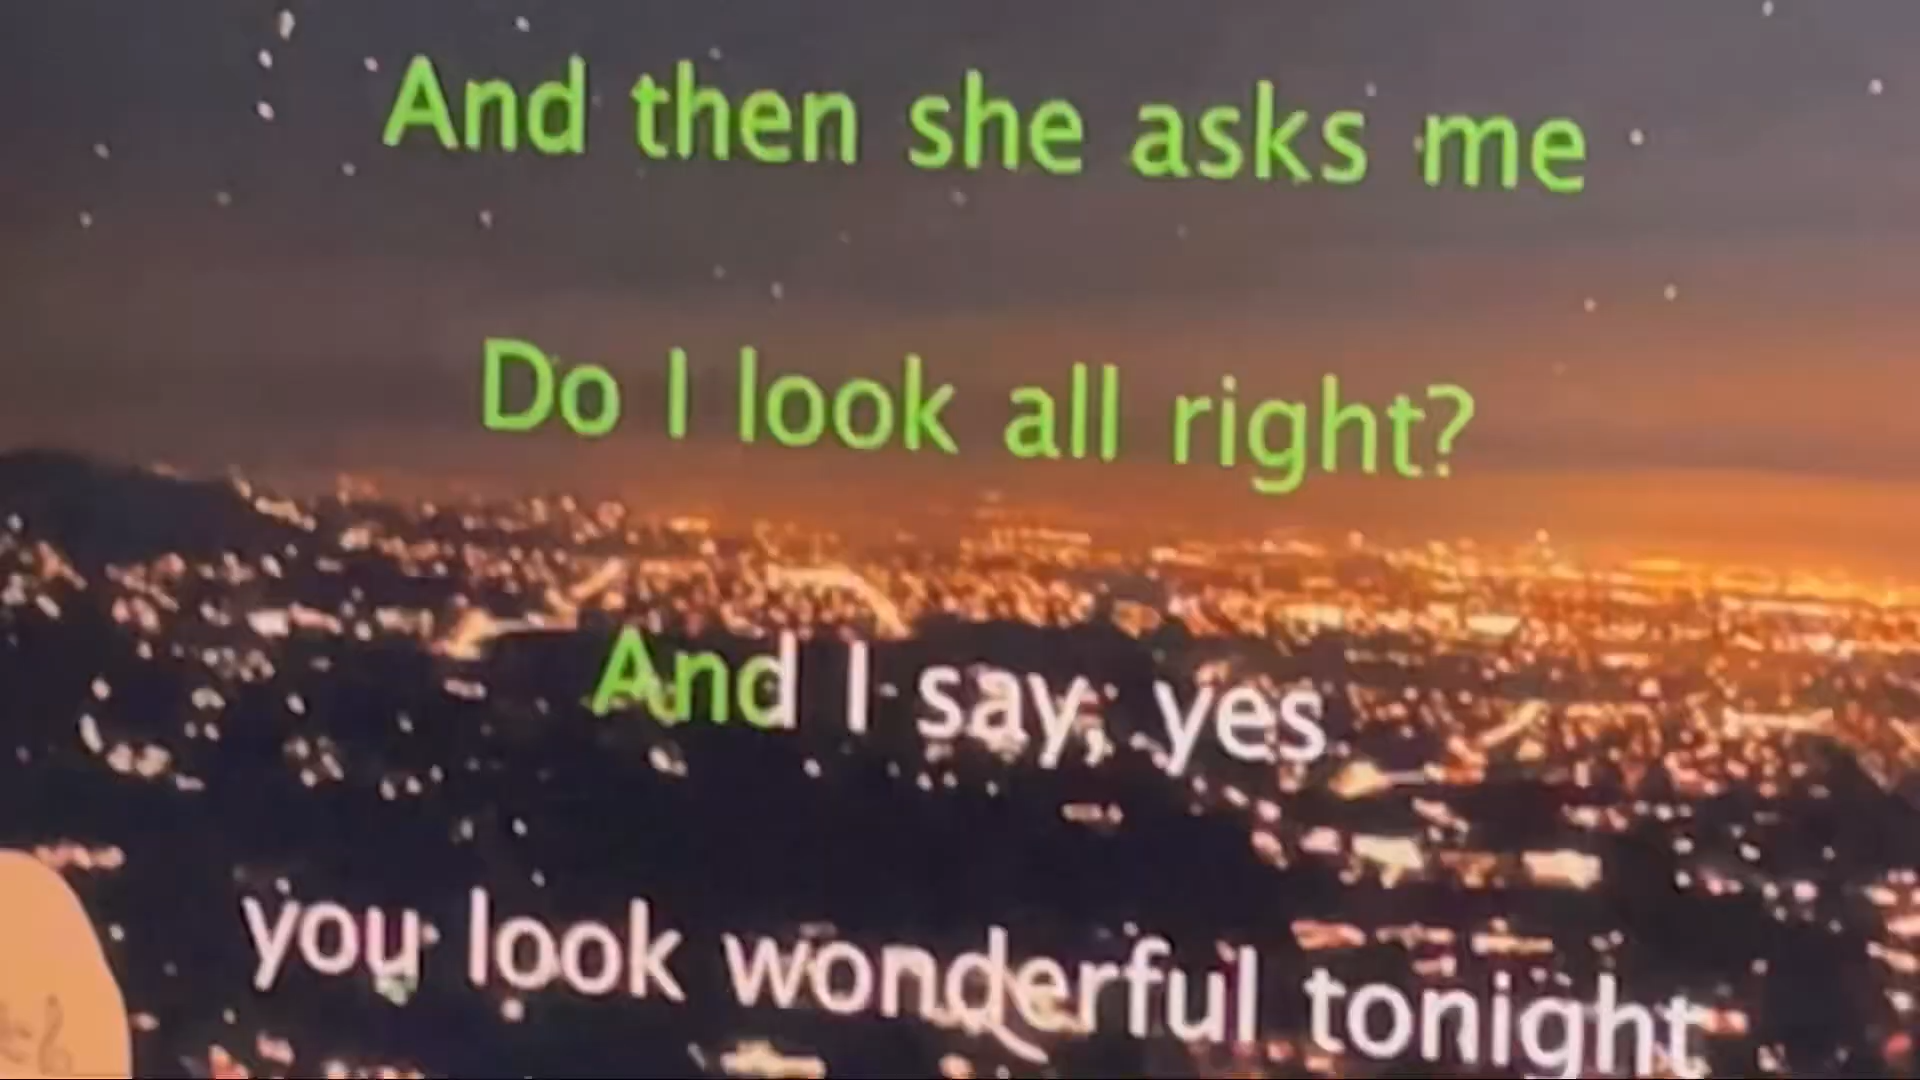 And then she asks me
Do I look all right?
And I say, yes
you look wonderful tonight